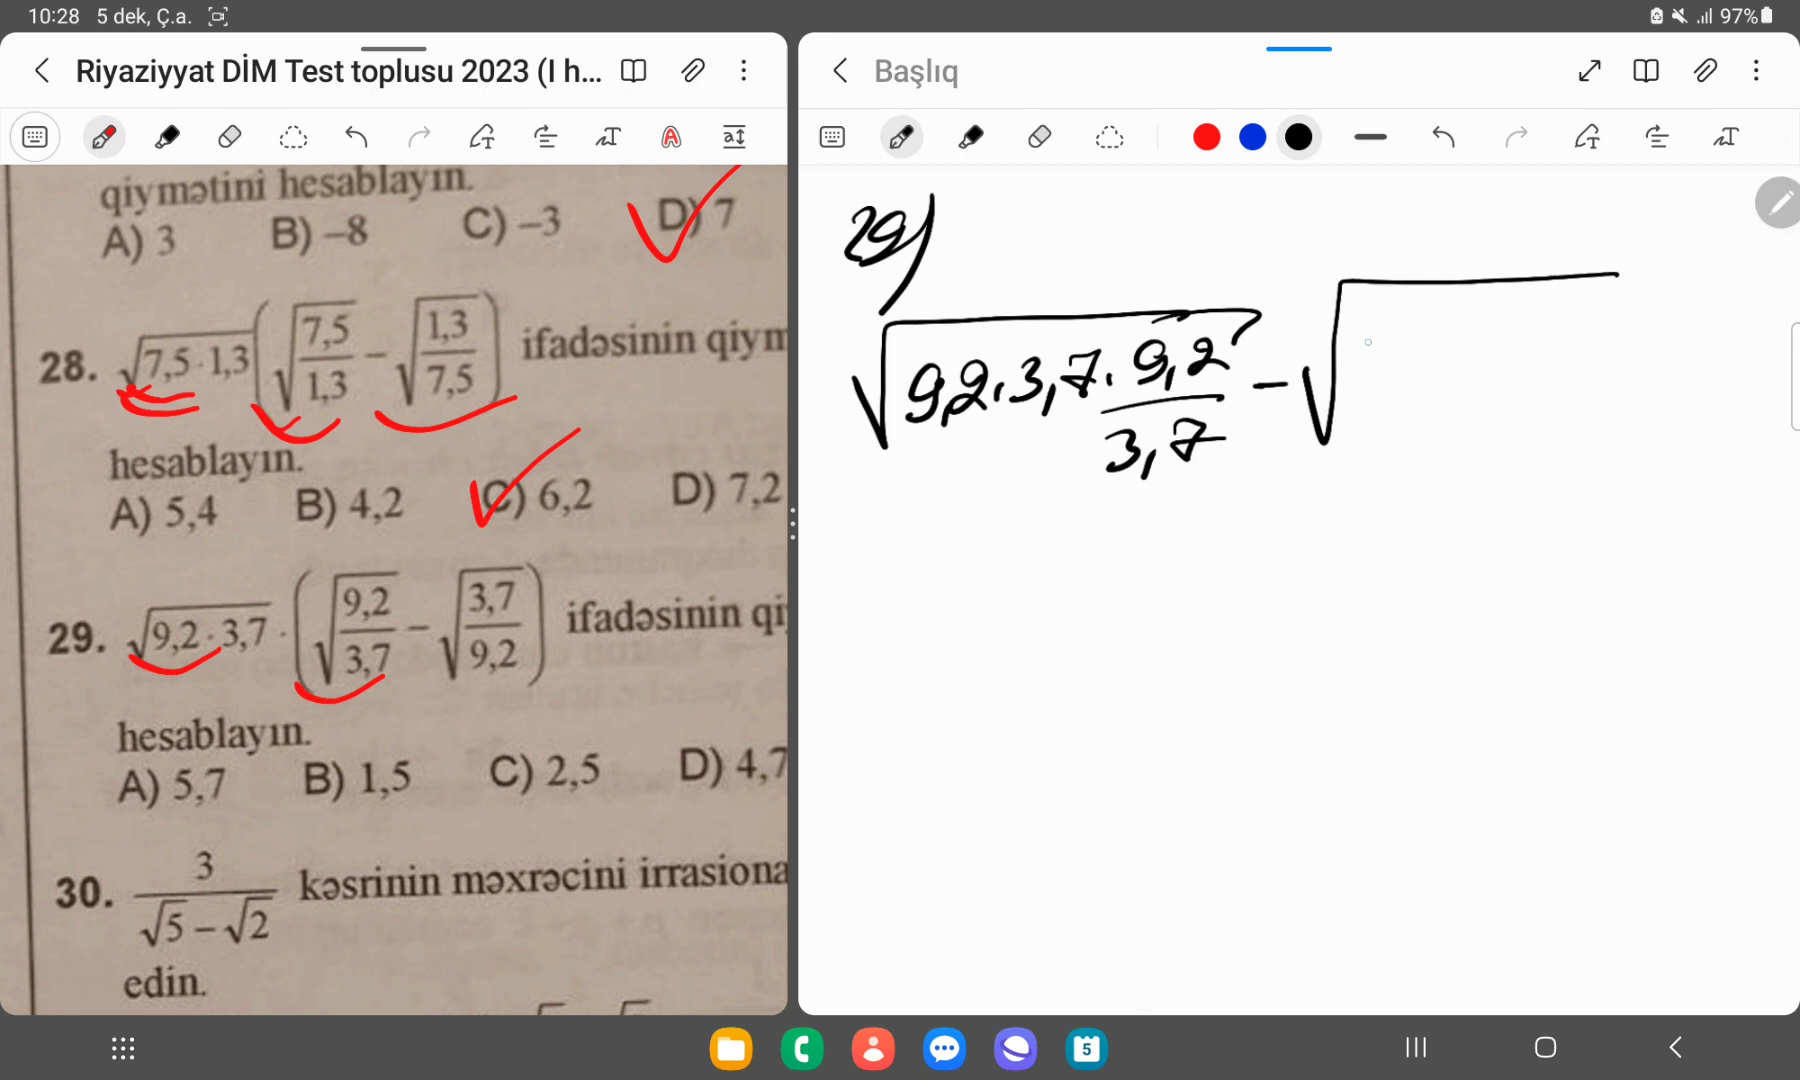 10:28 5 dek, Ç.a. 97%
Riyaziyyat DİM Test toplusu 2023 (I h...
qiymətini hesablayın.
A) 3 B) –8 C) –3 D) 7
28. √7,5·1,3 (√7,5/1,3 – √1,3/7,5) ifadəsinin qiym
hesablayın.
A) 5,4 B) 4,2 C) 6,2 D) 7,2
29. √9,2·3,7 · (√9,2/3,7 – √3,7/9,2) ifadəsinin qi
hesablayın.
A) 5,7 B) 1,5 C) 2,5 D) 4,7
30. 3/(√5 – √2) kəsrinin məxrəcini irrasiona
edin.
Başlıq
29)
√9,2·3,7·9,2/3,7 – √
5